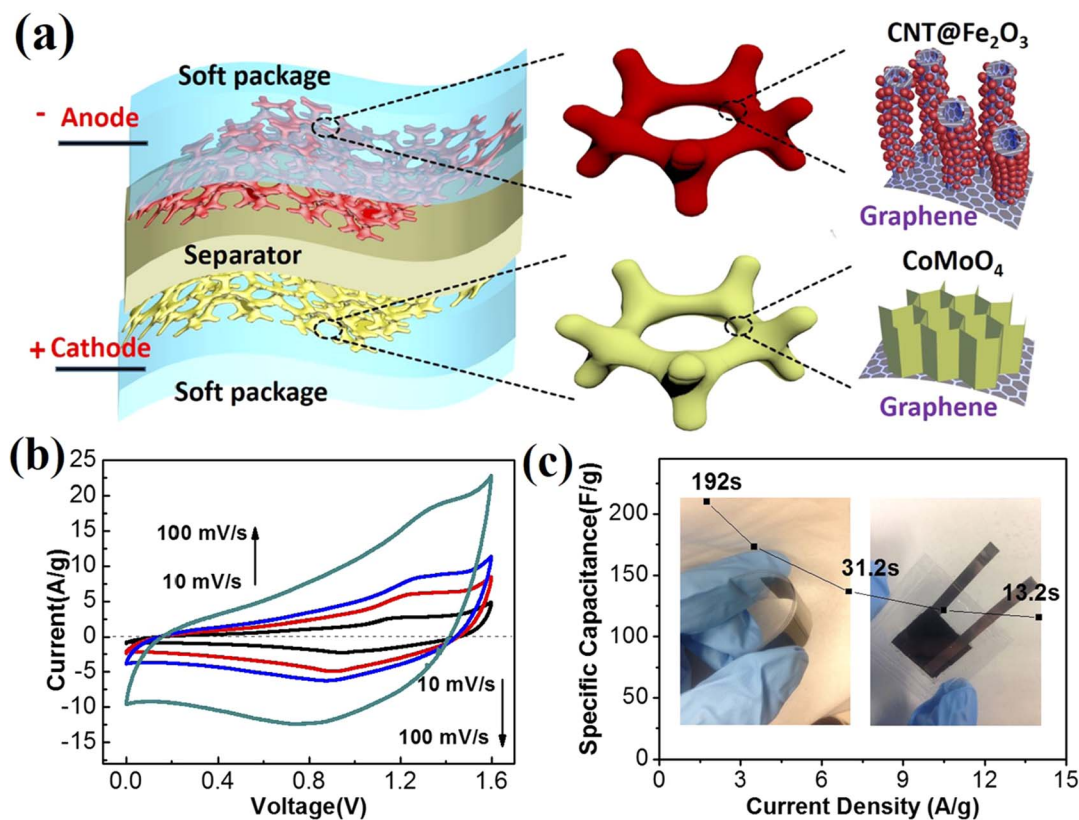 (a)
Soft package
- Anode
Separator
+ Cathode
Soft package
CNT@Fe₂O₃
Graphene
CoMoO₄
Graphene
(b)
Current(A/g)
25
20
15
10
5
0
-5
-10
-15
100 mV/s
10 mV/s
10 mV/s
100 mV/s
0.0 0.4 0.8 1.2 1.6
Voltage(V)
(c)
Specific Capacitance(F/g)
200
150
100
50
0
192s
31.2s
13.2s
0 3 6 9 12 15
Current Density (A/g)